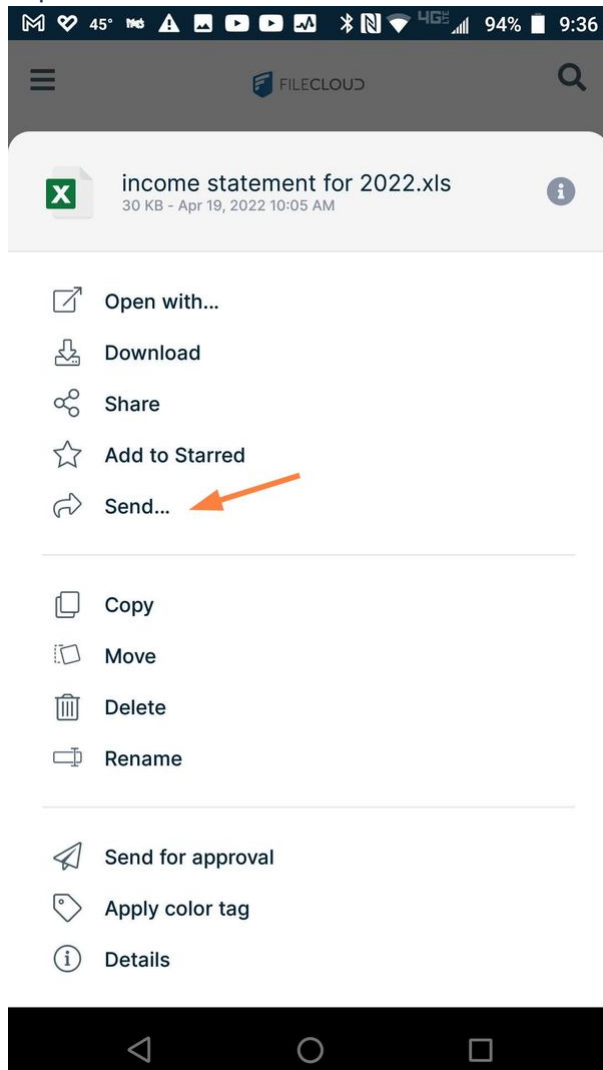 45°
4G
94%
9:36
FILECLOUD
income statement for 2022.xls
30 KB - Apr 19, 2022 10:05 AM
Open with...
Download
Share
Add to Starred
Send...
Copy
Move
Delete
Rename
Send for approval
Apply color tag
Details